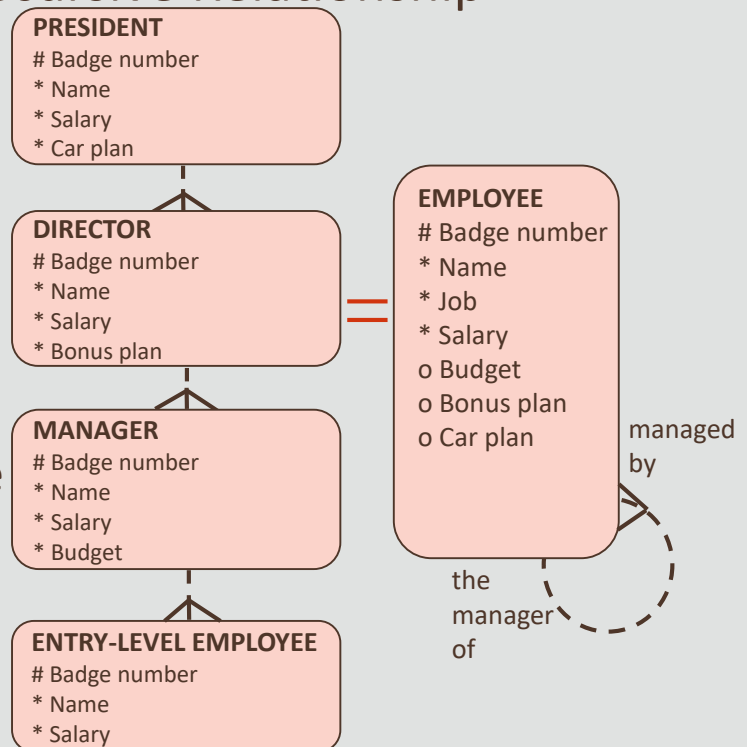 Relationship
PRESIDENT
# Badge number
* Name
* Salary
* Car plan
DIRECTOR
# Badge number
* Name
* Salary
* Bonus plan
MANAGER
# Badge number
* Name
* Salary
* Budget
ENTRY-LEVEL EMPLOYEE
# Badge number
* Name
* Salary
=
EMPLOYEE
# Badge number
* Name
* Job
* Salary
o Budget
o Bonus plan
o Car plan
managed
by
the
manager
of